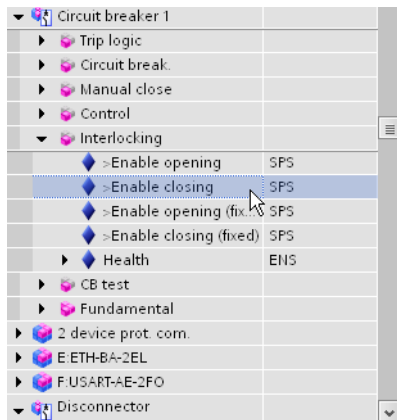 Circuit breaker 1
Trip logic
Circuit break.
Manual close
Control
Interlocking
>Enable opening SPS
>Enable closing SPS
>Enable opening (fix... SPS
>Enable closing (fixed) SPS
Health ENS
CB test
Fundamental
2 device prot. com.
E:ETH-BA-2EL
F:USART-AE-2FO
Disconnector